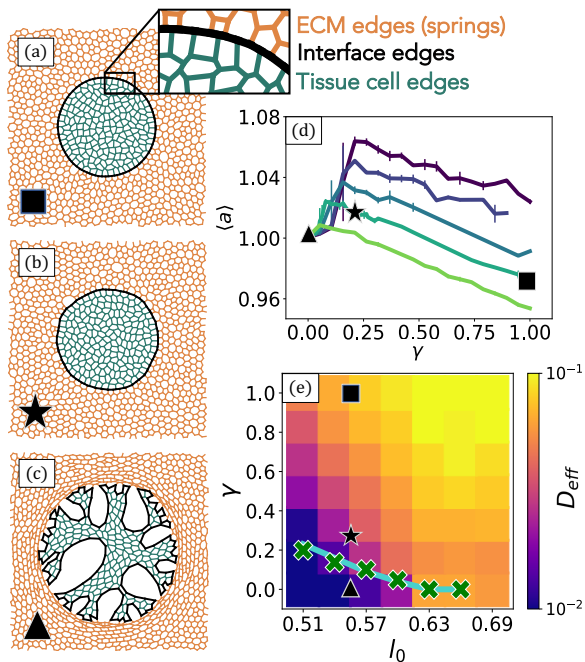 ECM edges (springs)
Interface edges
Tissue cell edges
(a)
(b)
(c)
(d)
1.08
1.04
1.00
0.96
⟨a⟩
0.00 0.25 0.50 0.75 1.00
γ
(e)
1.0
0.8
0.6
0.4
0.2
0.0
γ
0.51 0.57 0.63 0.69
l₀
10⁻¹
D_eff
10⁻²